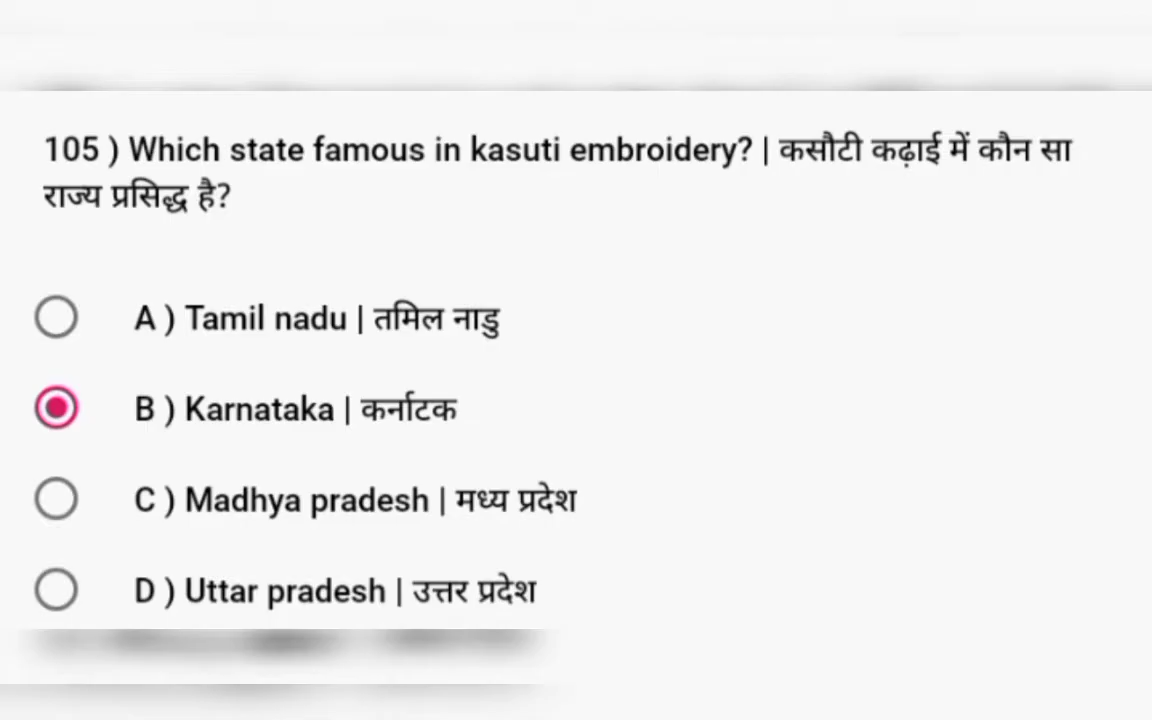 105 ) Which state famous in kasuti embroidery? | कसौटी कढ़ाई में कौन सा
राज्य प्रसिद्ध है?
A ) Tamil nadu | तमिल नाडु
B ) Karnataka | कर्नाटक
C ) Madhya pradesh | मध्य प्रदेश
D ) Uttar pradesh | उत्तर प्रदेश